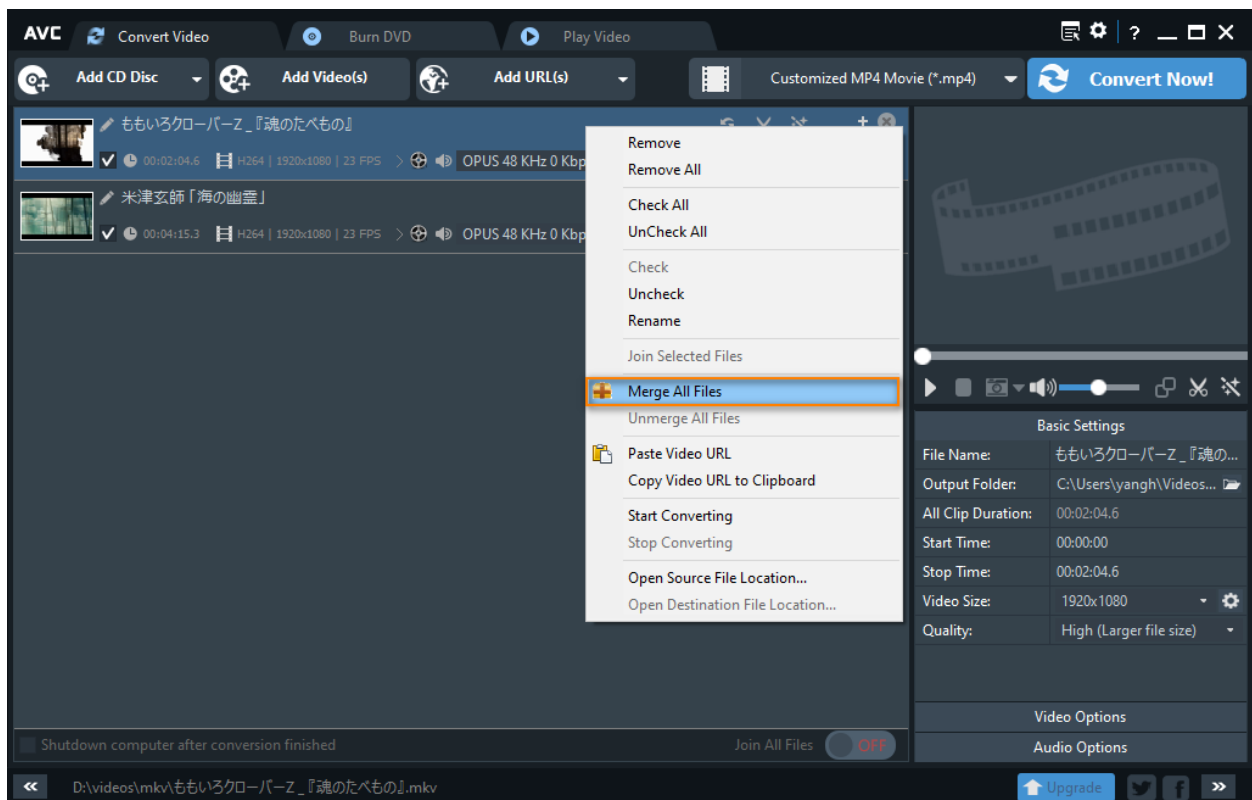 AVC Convert Video Burn DVD Play Video ?
Add CD Disc Add Video(s) Add URL(s) Customized MP4 Movie (*.mp4) Convert Now!
ももいろクローバーZ _『魂のたべもの』
00:02:04.6 H264 | 1920x1080 | 23 FPS OPUS 48 KHz 0 Kbp
米津玄師「海の幽霊」
00:04:15.3 H264 | 1920x1080 | 23 FPS OPUS 48 KHz 0 Kbp
Remove
Remove All
Check All
UnCheck All
Check
Uncheck
Rename
Join Selected Files
Merge All Files
Unmerge All Files
Paste Video URL
Copy Video URL to Clipboard
Start Converting
Stop Converting
Open Source File Location...
Open Destination File Location...
Basic Settings
File Name: ももいろクローバーZ _『魂の...
Output Folder: C:\Users\yangh\Videos...
All Clip Duration: 00:02:04.6
Start Time: 00:00:00
Stop Time: 00:02:04.6
Video Size: 1920x1080
Quality: High (Larger file size)
Video Options
Audio Options
Shutdown computer after conversion finished Join All Files OFF
D:\videos\mkv\ももいろクローバーZ _『魂のたべもの』.mkv Upgrade